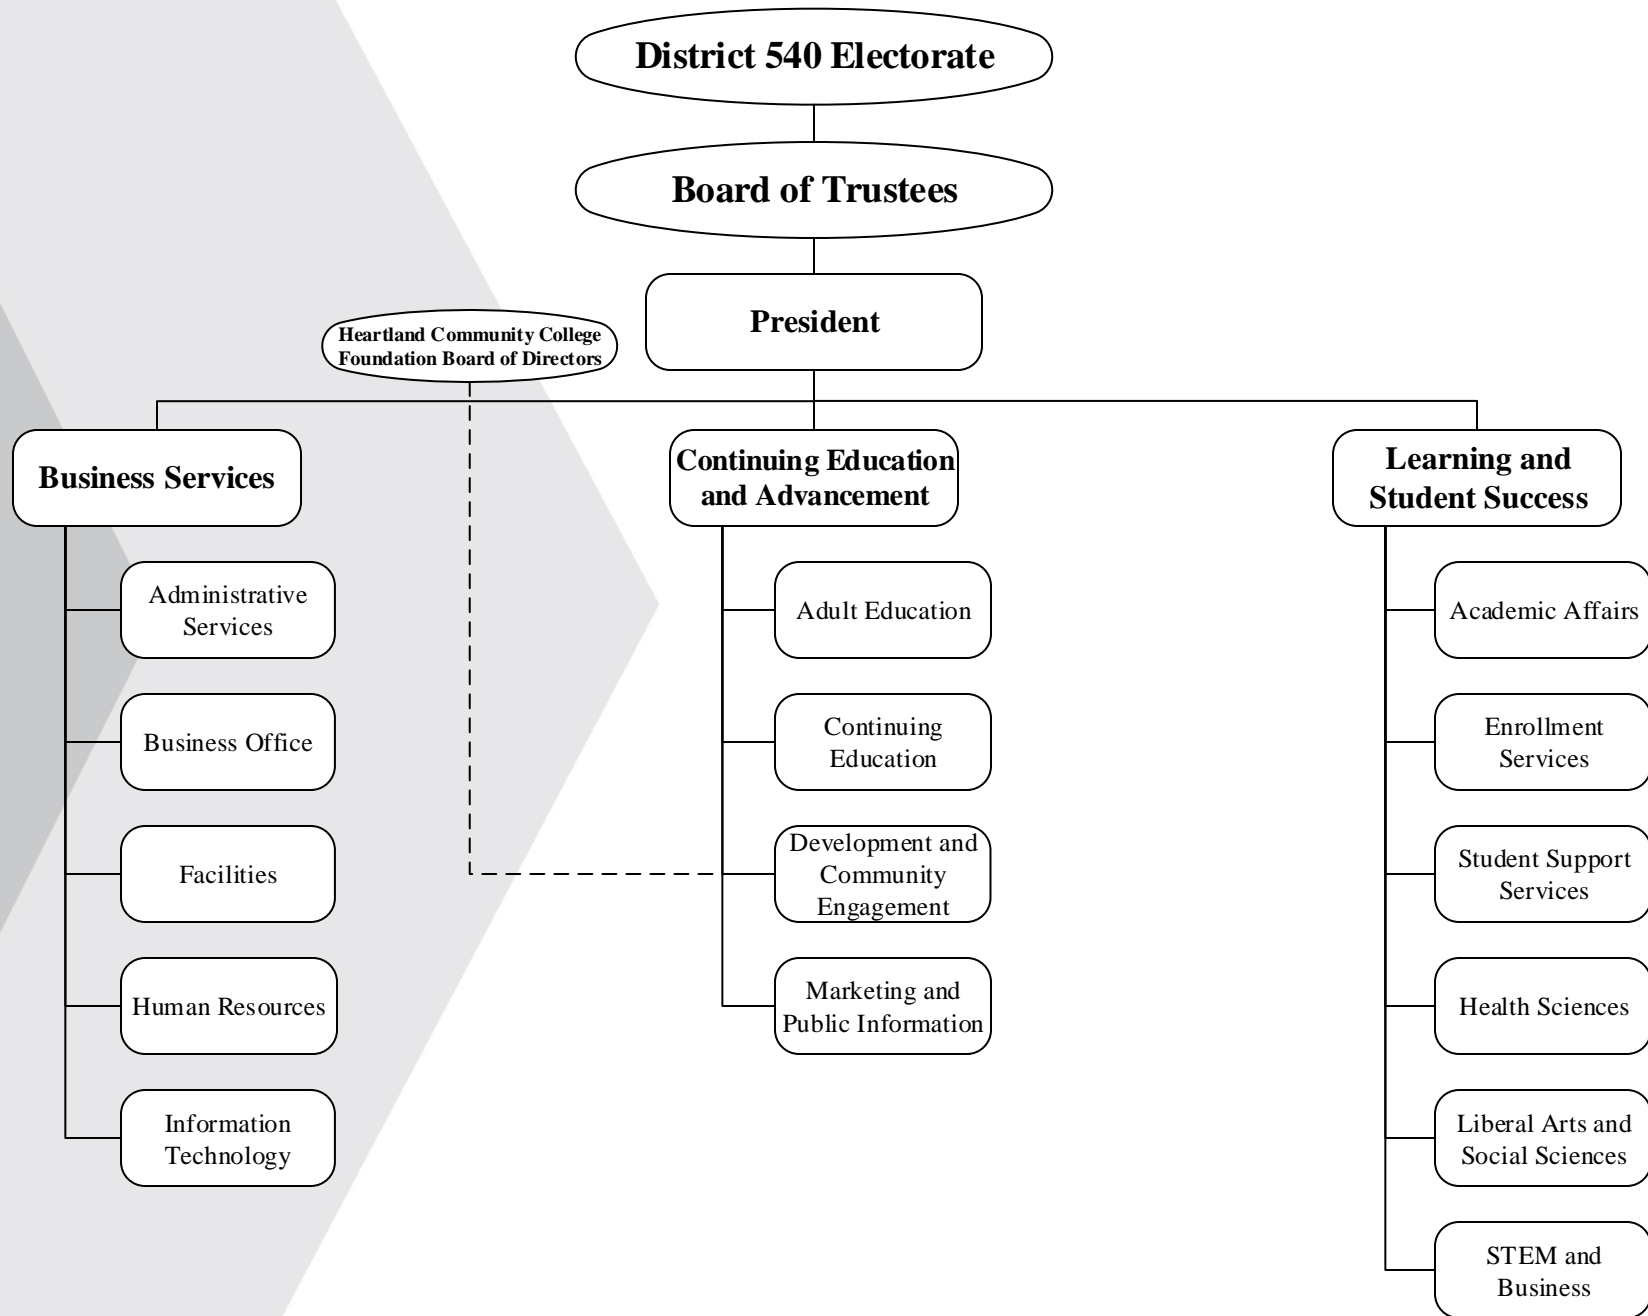 District 540 Electorate
Board of Trustees
President
Heartland Community College
Foundation Board of Directors
Business Services
Administrative
Services
Business Office
Facilities
Human Resources
Information
Technology
Continuing Education
and Advancement
Adult Education
Continuing
Education
Development and
Community
Engagement
Marketing and
Public Information
Learning and
Student Success
Academic Affairs
Enrollment
Services
Student Support
Services
Health Sciences
Liberal Arts and
Social Sciences
STEM and
Business